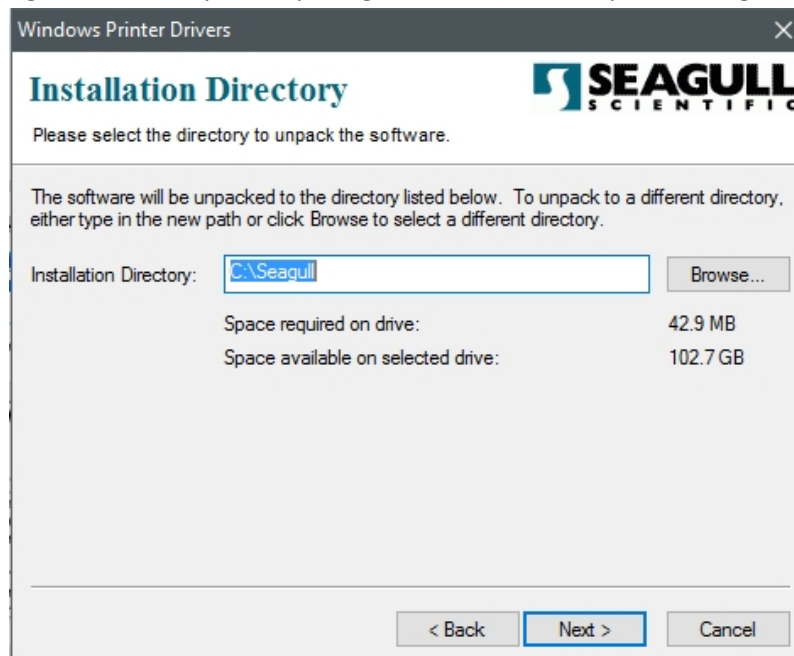 Windows Printer Drivers
Installation Directory
SEAGULL
SCIENTIFIC
Please select the directory to unpack the software.
The software will be unpacked to the directory listed below. To unpack to a different directory,
either type in the new path or click Browse to select a different directory.
Installation Directory: C:\Seagull Browse...
Space required on drive: 42.9 MB
Space available on selected drive: 102.7 GB
< Back Next > Cancel